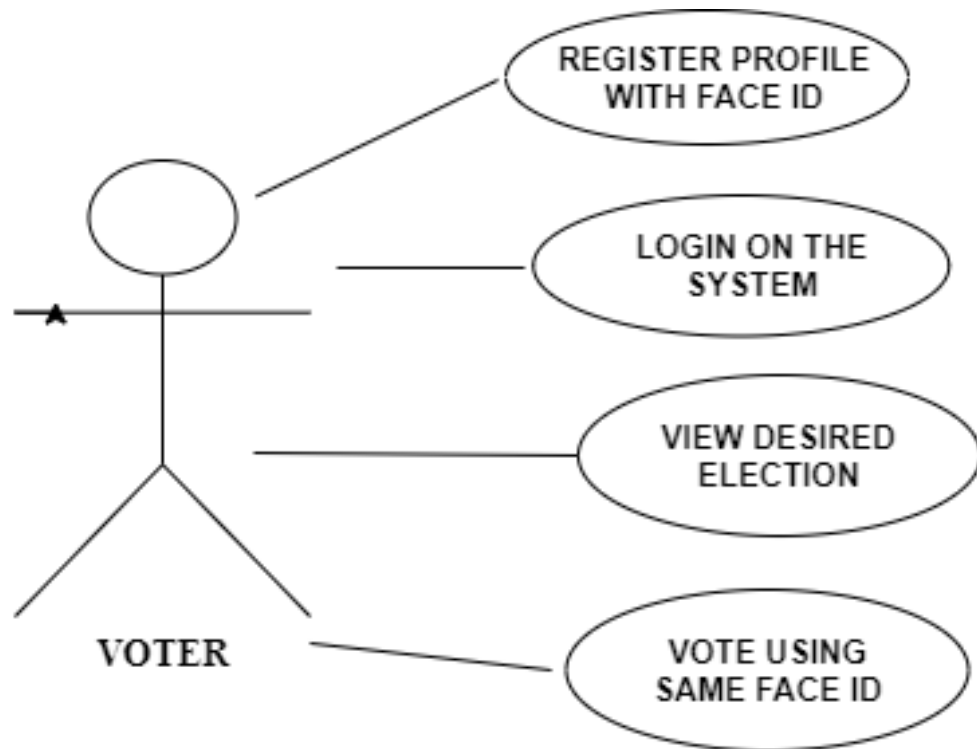 REGISTER PROFILE
WITH FACE ID
LOGIN ON THE
SYSTEM
VIEW DESIRED
ELECTION
VOTER
VOTE USING
SAME FACE ID